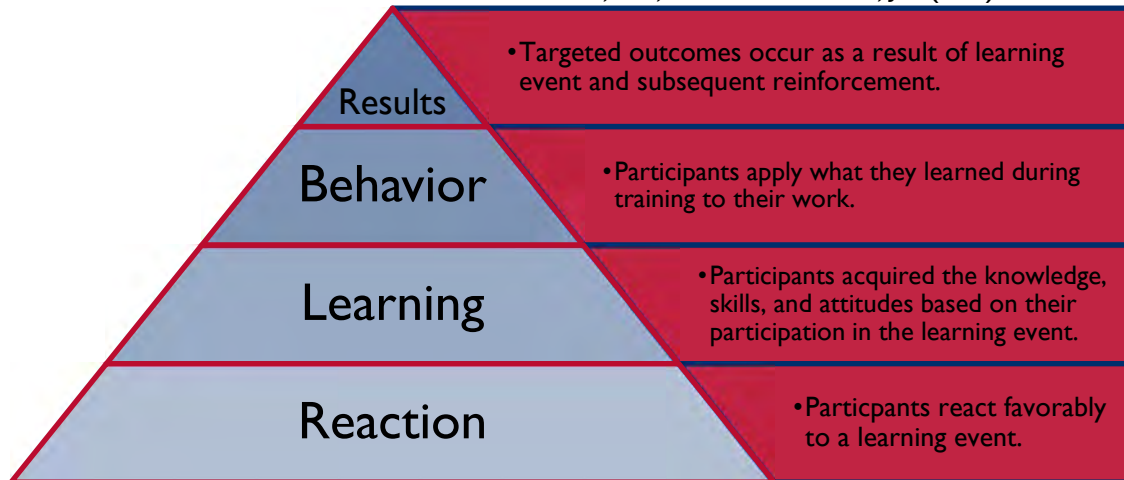 •Targeted outcomes occur as a result of learning
event and subsequent reinforcement.
Results
Behavior
•Participants apply what they learned during
training to their work.
Learning
•Participants acquired the knowledge,
skills, and attitudes based on their
participation in the learning event.
Reaction
•Particpants react favorably
to a learning event.